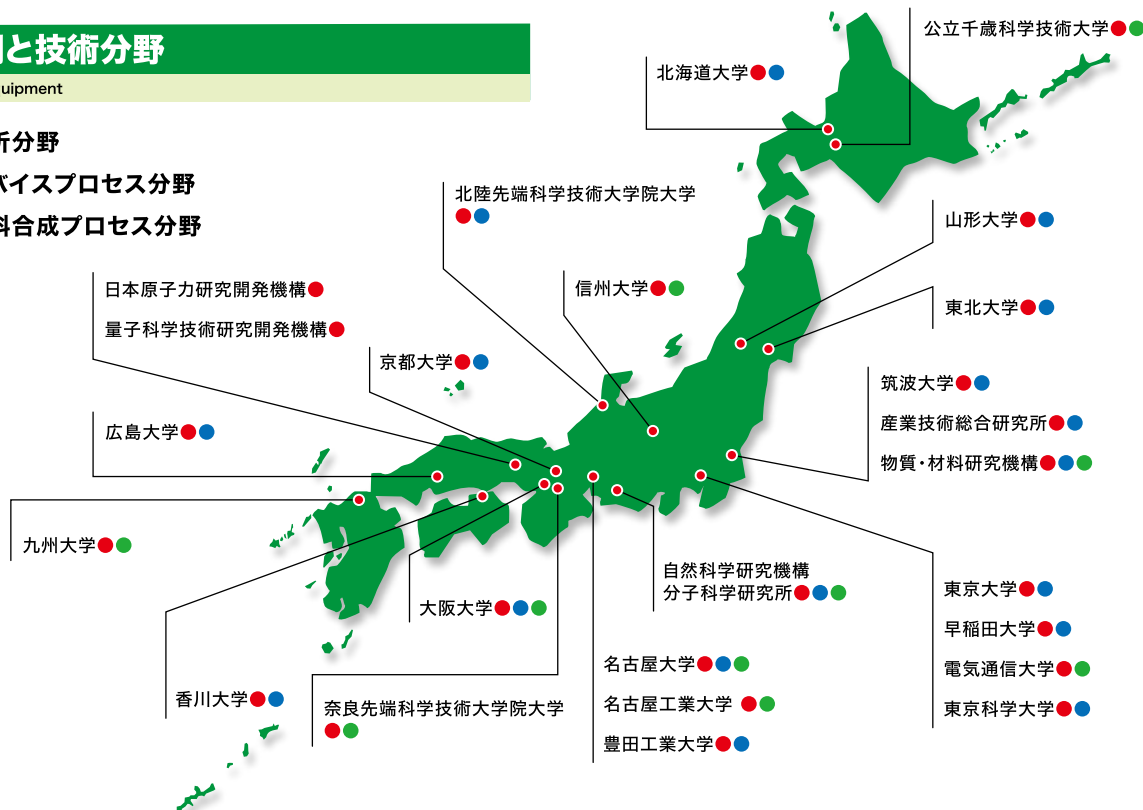 と技術分野
uipment
析分野
バイスプロセス分野
料合成プロセス分野
公立千歳科学技術大学
北海道大学
北陸先端科学技術大学院大学
山形大学
日本原子力研究開発機構
信州大学
東北大学
量子科学技術研究開発機構
京都大学
筑波大学
産業技術総合研究所
広島大学
物質・材料研究機構
九州大学
自然科学研究機構
分子科学研究所
大阪大学
東京大学
早稲田大学
名古屋大学
電気通信大学
香川大学
奈良先端科学技術大学院大学
名古屋工業大学
東京科学大学
豊田工業大学